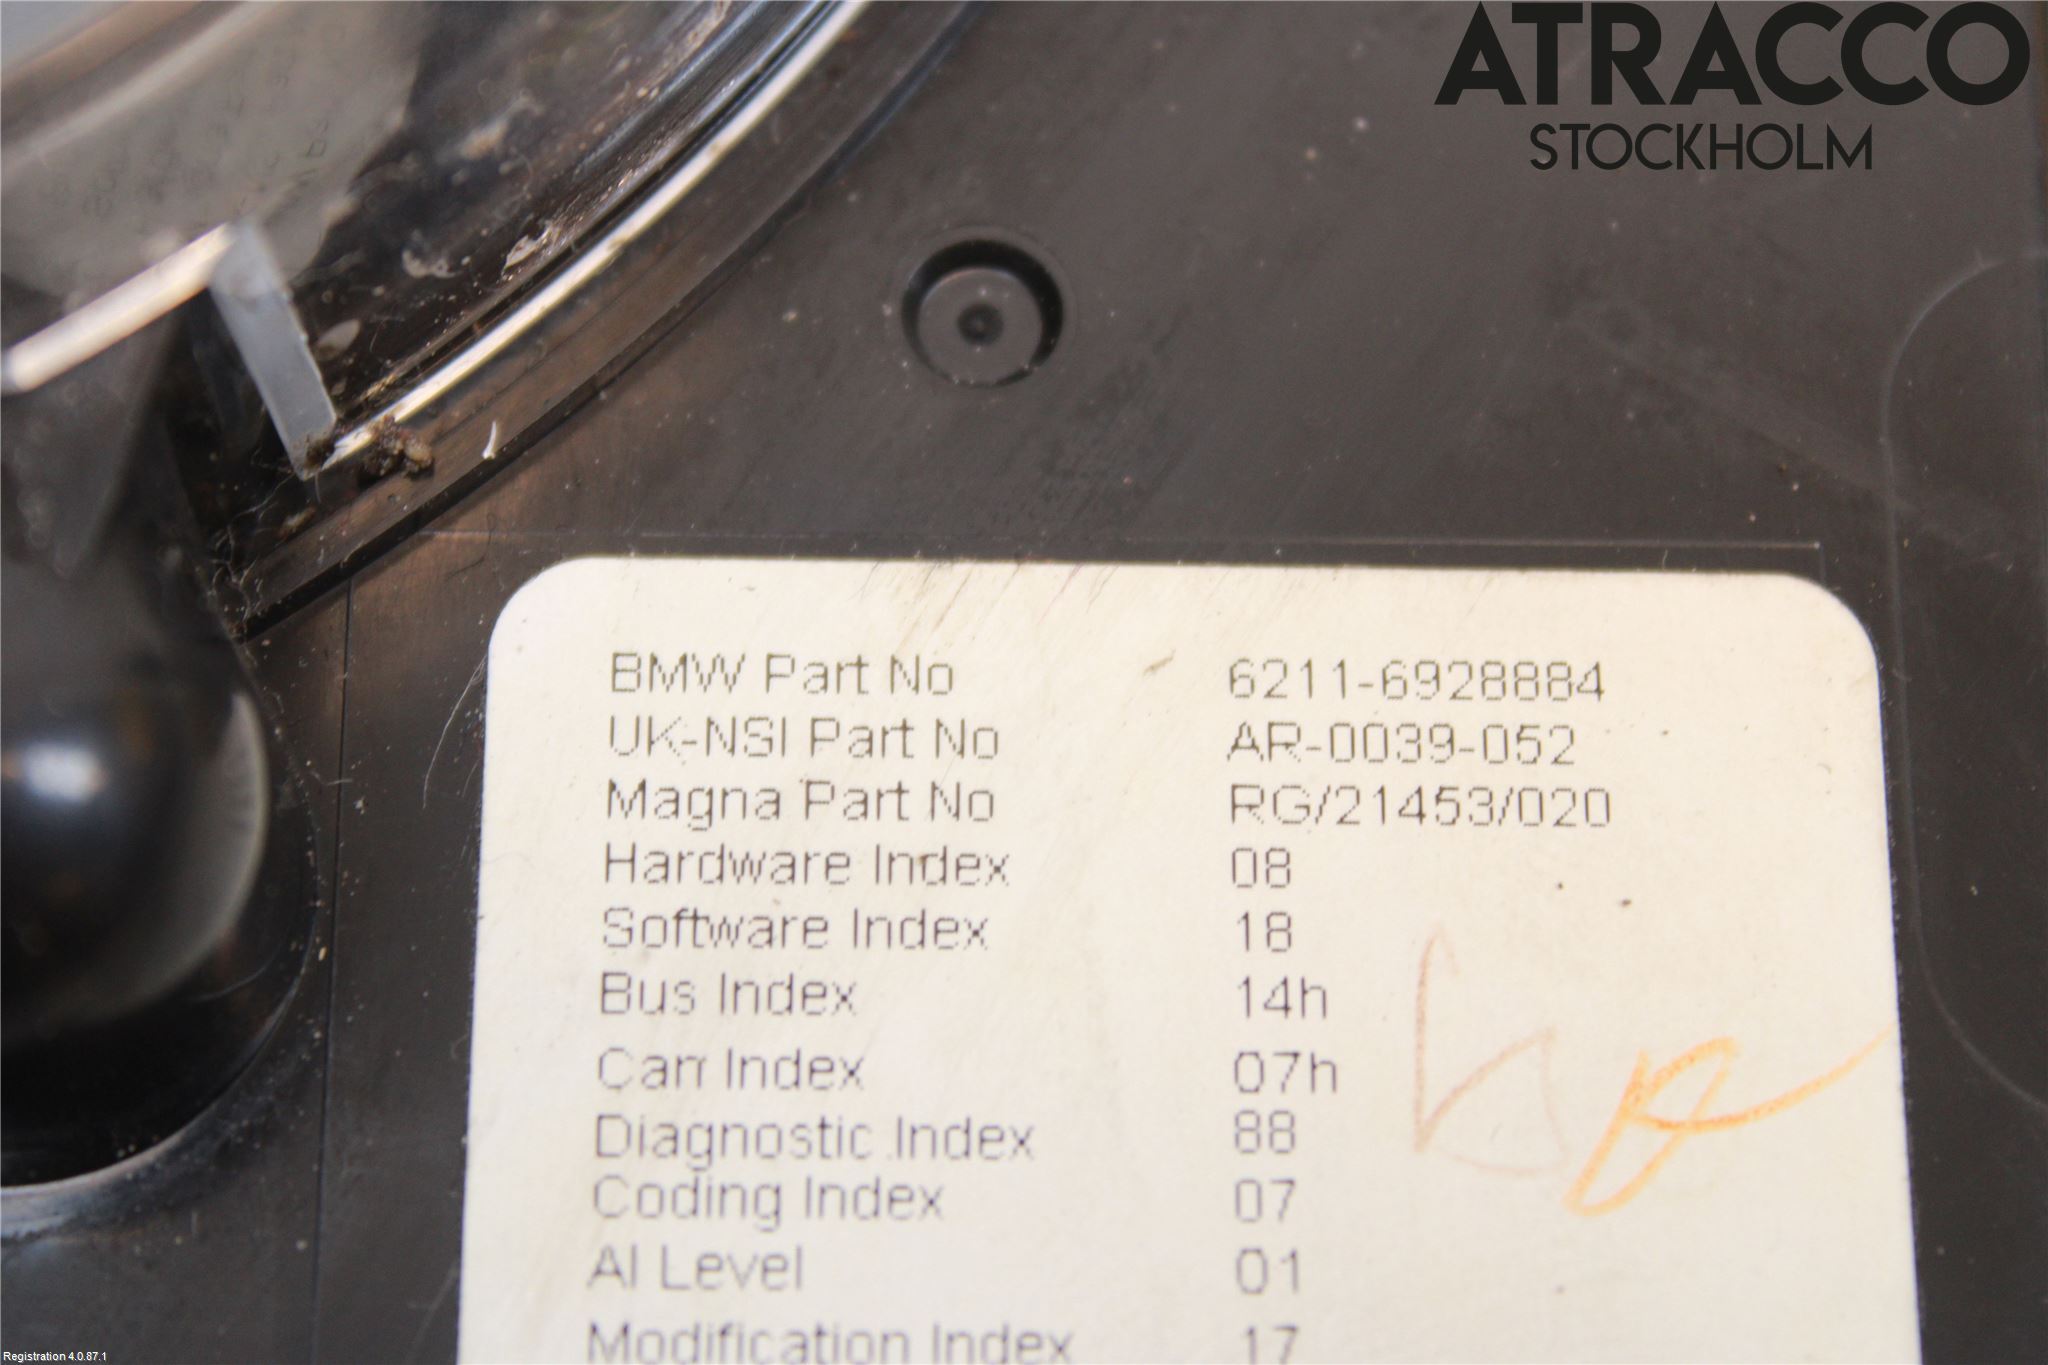 ATRACCO
STOCKHOLM
BMW Part No 6211-6928884
UK-NSI Part No AR-0039-052
Magna Part No RG/21453/020
Hardware Index 08
Software Index 18
Bus Index 14h
Carr Index 07h
Diagnostic Index 88
Coding Index 07
AI Level 01
Modification Index 17
Registration 4.0.87.1